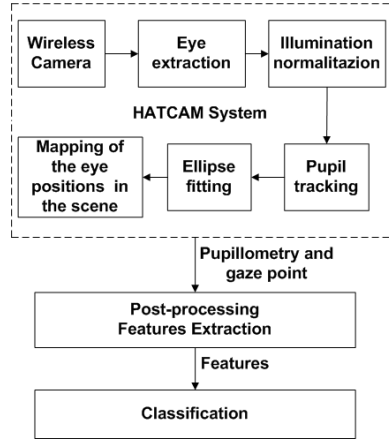 Wireless
Camera
Eye
extraction
Illumination
normalitazion
HATCAM System
Mapping of
the eye
positions in
the scene
Ellipse
fitting
Pupil
tracking
Pupillometry and
gaze point
Post-processing
Features Extraction
Features
Classification